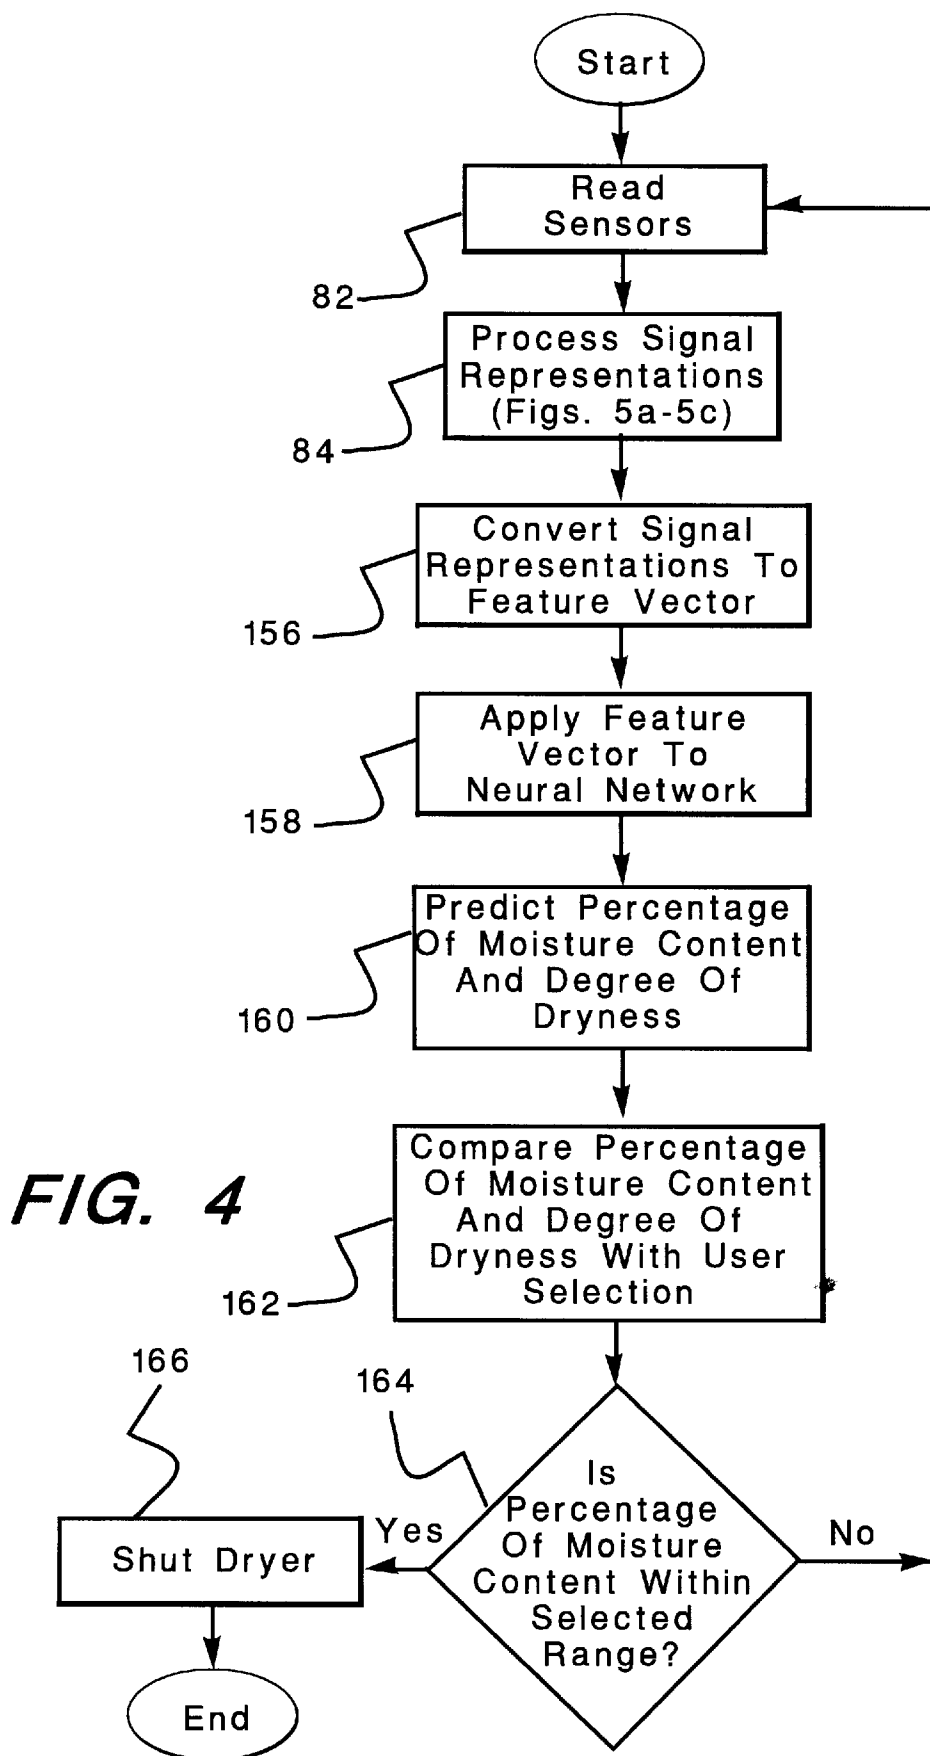 Start
Read
Sensors
82
Process Signal
Representations
(Figs. 5a-5c)
84
Convert Signal
Representations To
Feature Vector
156
Apply Feature
Vector To
Neural Network
158
Predict Percentage
Of Moisture Content
And Degree Of
Dryness
160
Compare Percentage
Of Moisture Content
And Degree Of
Dryness With User
Selection
162
FIG. 4
166
164
Is
Percentage
Of Moisture
Content Within
Selected
Range?
Yes
No
Shut Dryer
End